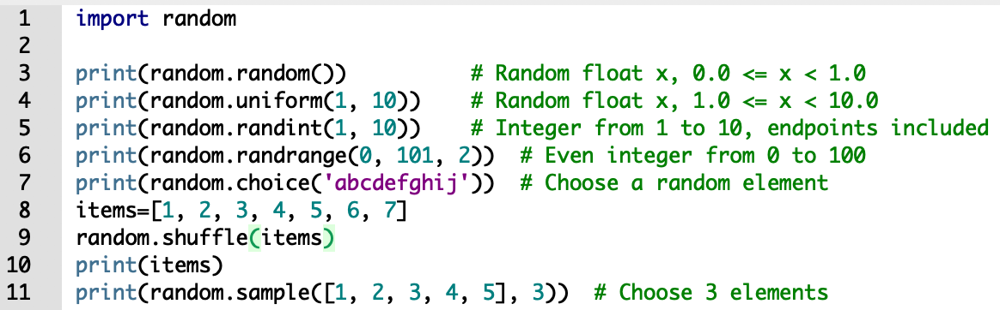 1 import random
2
3 print(random.random())          # Random float x, 0.0 <= x < 1.0
4 print(random.uniform(1, 10))    # Random float x, 1.0 <= x < 10.0
5 print(random.randint(1, 10))    # Integer from 1 to 10, endpoints included
6 print(random.randrange(0, 101, 2))  # Even integer from 0 to 100
7 print(random.choice('abcdefghij'))  # Choose a random element
8 items=[1, 2, 3, 4, 5, 6, 7]
9 random.shuffle(items)
10 print(items)
11 print(random.sample([1, 2, 3, 4, 5], 3))  # Choose 3 elements